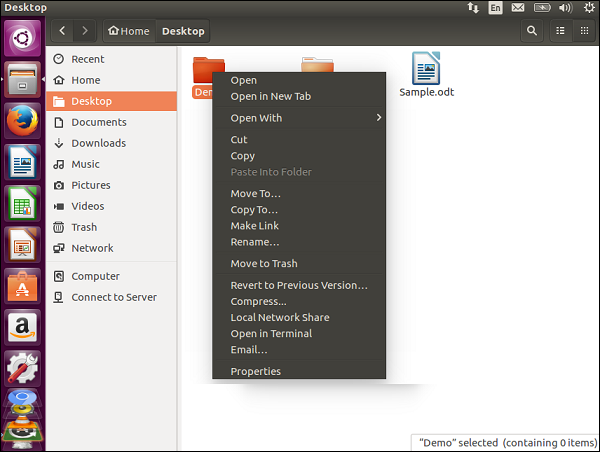 Desktop
En
Home
Desktop
Recent
Home
Desktop
Documents
Downloads
Music
Pictures
Videos
Trash
Network
Computer
Connect to Server
Sample.odt
Open
Open in New Tab
Open With
Cut
Copy
Paste Into Folder
Move To...
Copy To...
Make Link
Rename...
Move to Trash
Revert to Previous Version...
Compress...
Local Network Share
Open in Terminal
Email...
Properties
"Demo" selected (containing 0 items)